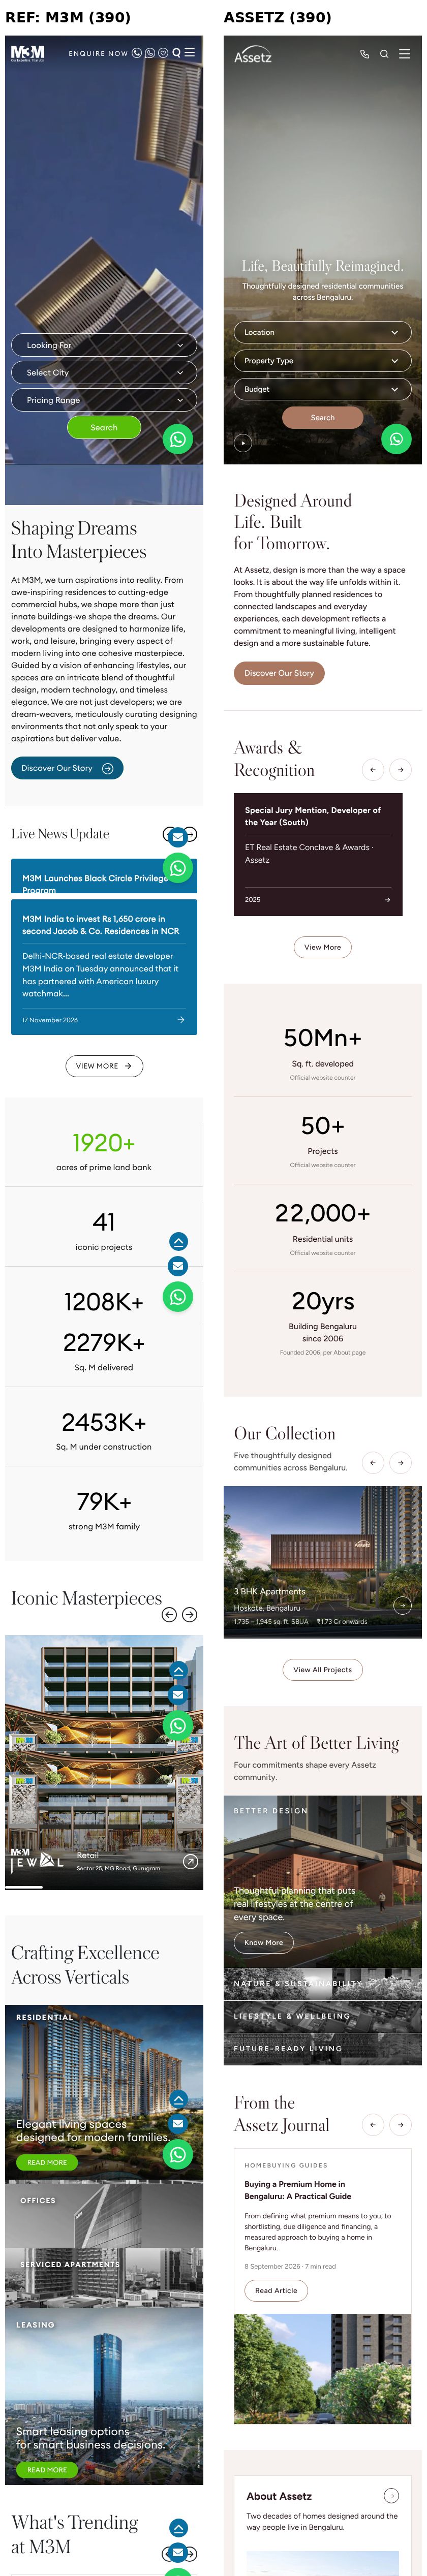 REF: M3M (390)
M3M
ENQUIRE NOW
Looking For
Select City
Pricing Range
Search
Shaping Dreams
Into Masterpieces
At M3M, we turn aspirations into reality. From
awe-inspiring residences to cutting-edge
commercial hubs, we shape more than just
innate buildings-we shape the dreams. Our
developments are designed to harmonize life,
work, and leisure, bringing every aspect of
modern living into one cohesive masterpiece.
Guided by a vision of enhancing lifestyles, our
spaces are an intricate blend of thoughtful
design, modern technology, and timeless
elegance. We are not just developers; we are
dream-weavers, meticulously curating designing
environments that not only speak to your
aspirations but deliver value.
Discover Our Story
Live News Update
M3M Launches Black Circle Privilege
Program
M3M India to invest Rs 1,650 crore in
second Jacob & Co. Residences in NCR
Delhi-NCR-based real estate developer
M3M India on Tuesday announced that it
has partnered with American luxury
watchmak...
17 November 2026
VIEW MORE
1920+
acres of prime land bank
41
iconic projects
1208K+
2279K+
Sq. M delivered
2453K+
Sq. M under construction
79K+
strong M3M family
Iconic Masterpieces
M3M
JEWEL
Retail
Sector 25, MG Road, Gurugram
Crafting Excellence
Across Verticals
RESIDENTIAL
Elegant living spaces
designed for modern families.
READ MORE
OFFICES
SERVICED APARTMENTS
LEASING
Smart leasing options
for smart business decisions.
READ MORE
What's Trending
at M3M
ASSETZ (390)
Assetz
Life, Beautifully Reimagined.
Thoughtfully designed residential communities
across Bengaluru.
Location
Property Type
Budget
Search
Designed Around
Life. Built
for Tomorrow.
At Assetz, design is more than the way a space
looks. It is about the way life unfolds within it.
From thoughtfully planned residences to
connected landscapes and everyday
experiences, each development reflects a
commitment to meaningful living, intelligent
design and a more sustainable future.
Discover Our Story
Awards &
Recognition
Special Jury Mention, Developer of
the Year (South)
ET Real Estate Conclave & Awards ·
Assetz
2025
View More
50Mn+
Sq. ft. developed
Official website counter
50+
Projects
Official website counter
22,000+
Residential units
Official website counter
20yrs
Building Bengaluru
since 2006
Founded 2006, per About page
Our Collection
Five thoughtfully designed
communities across Bengaluru.
Assetz
3 BHK Apartments
Hoskote, Bengaluru
1,735 – 1,945 sq. ft. SBUA ₹1.73 Cr onwards
View All Projects
The Art of Better Living
Four commitments shape every Assetz
community.
BETTER DESIGN
Thoughtful planning that puts
real lifestyles at the centre of
every space.
Know More
NATURE & SUSTAINABILITY
LIFESTYLE & WELLBEING
FUTURE-READY LIVING
From the
Assetz Journal
HOMEBUYING GUIDES
Buying a Premium Home in
Bengaluru: A Practical Guide
From defining what premium means to you, to
shortlisting, due diligence and financing, a
measured approach to buying a home in
Bengaluru.
8 September 2026 · 7 min read
Read Article
About Assetz
Two decades of homes designed around the
way people live in Bengaluru.